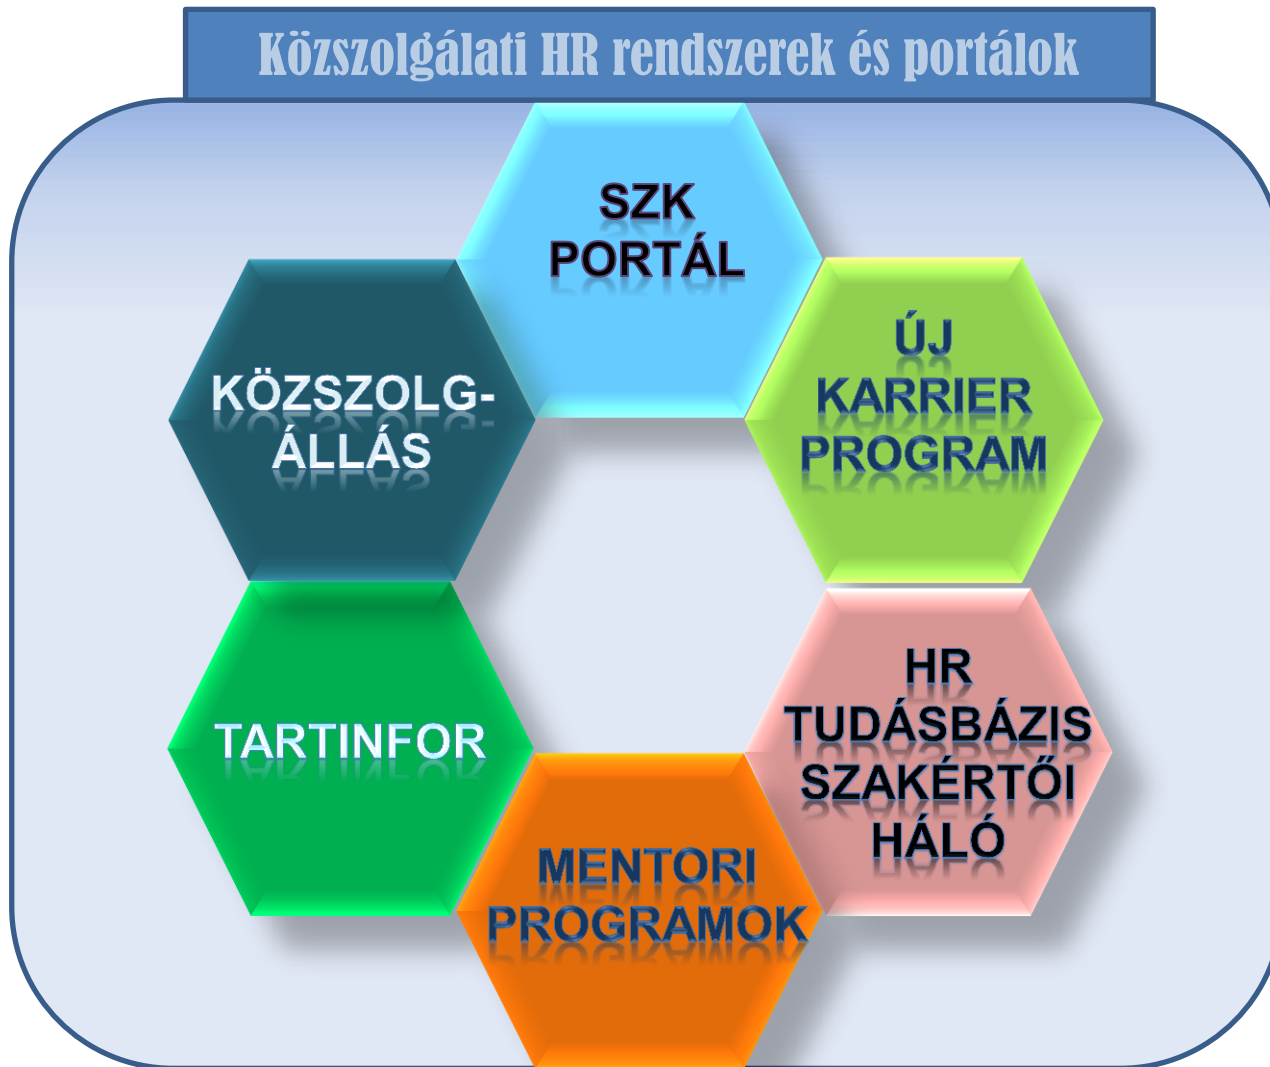 Közszolgálati HR rendszerek és portálok
SZK
PORTÁL
ÚJ
KARRIER
PROGRAM
HR
TUDÁSBÁZIS
SZAKÉRTŐI
HÁLÓ
MENTORI
PROGRAMOK
TARTINFOR
KÖZSZOLG-
ÁLLÁS